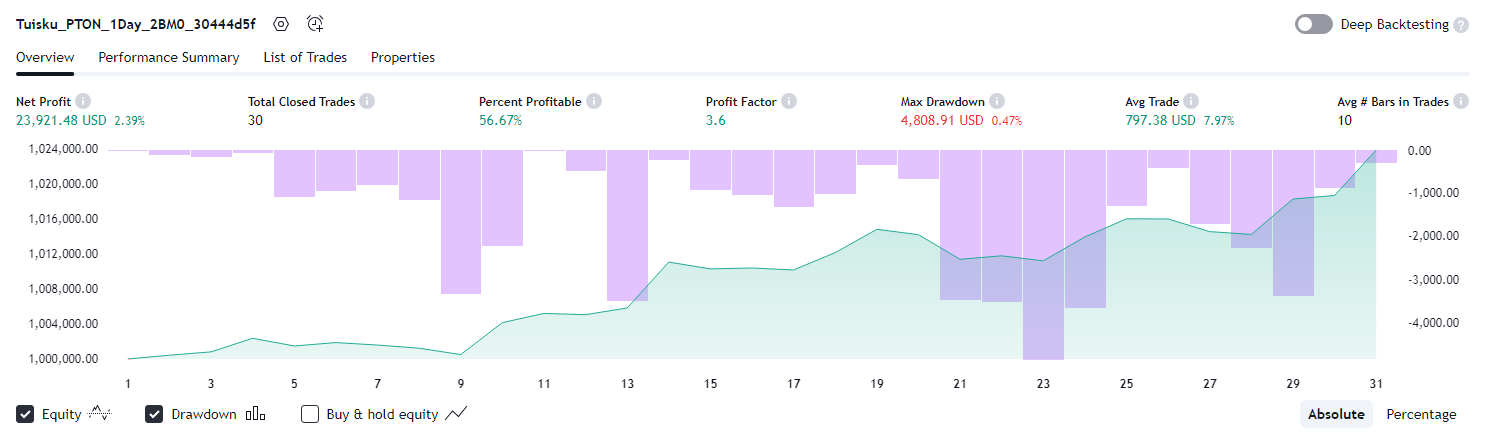 Tuisku_PTON_1Day_2BM0_30444d5f Deep Backtesting ?
Overview Performance Summary List of Trades Properties
Net Profit Total Closed Trades Percent Profitable Profit Factor Max Drawdown Avg Trade Avg # Bars in Trades
23,921.48 USD 2.39% 30 56.67% 3.6 4,808.91 USD 0.47% 797.38 USD 7.97% 10
1,024,000.00 0.00
1,020,000.00 -1,000.00
1,016,000.00 -2,000.00
1,012,000.00 -3,000.00
1,008,000.00 -4,000.00
1,004,000.00
1,000,000.00
1 3 5 7 9 11 13 15 17 19 21 23 25 27 29 31
Equity Drawdown Buy & hold equity Absolute Percentage